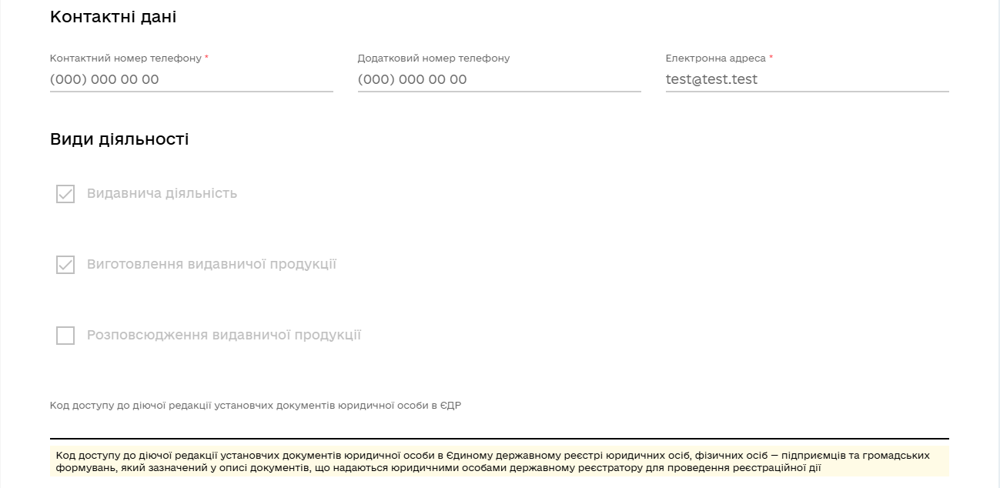 Контактні дані
Контактний номер телефону * Додатковий номер телефону Електронна адреса *
(000) 000 00 00 (000) 000 00 00 test@test.test
Види діяльності
Видавнича діяльність
Виготовлення видавничої продукції
Розповсюдження видавничої продукції
Код доступу до діючої редакції установчих документів юридичної особи в ЄДР
Код доступу до діючої редакції установчих документів юридичної особи в Єдиному державному реєстрі юридичних осіб, фізичних осіб — підприємців та громадських
формувань, який зазначений у описі документів, що надаються юридичними особами державному реєстратору для проведення реєстраційної дії